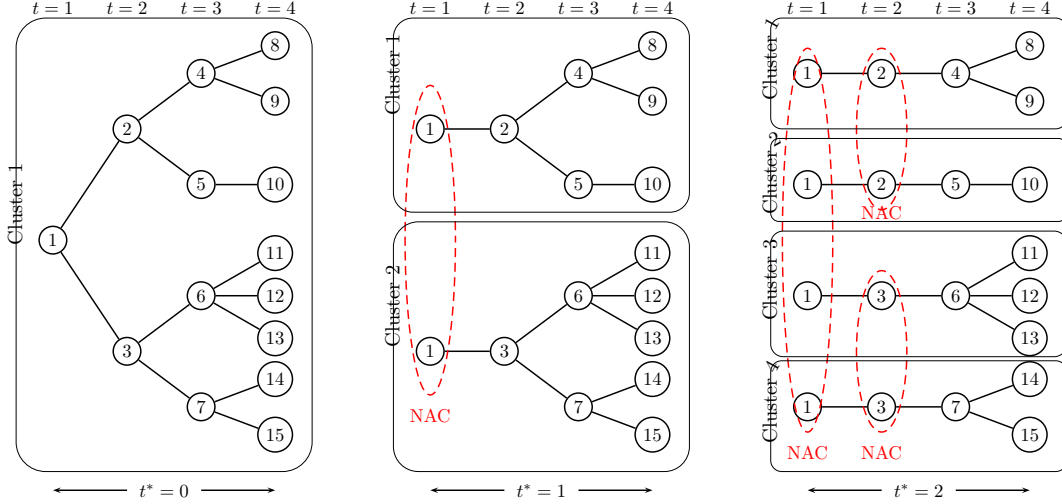 t = 1 t = 2 t = 3 t = 4
Cluster 1
1
2
3
4
5
6
7
8
9
10
11
12
13
14
15
t* = 0
t = 1 t = 2 t = 3 t = 4
Cluster 1
1
2
4
5
8
9
10
Cluster 2
1
3
6
7
11
12
13
14
15
NAC
t* = 1
t = 1 t = 2 t = 3 t = 4
Cluster 1
1 2 4
8
9
Cluster 2
1 2 5 10
NAC
Cluster 3
1 3 6
11
12
13
Cluster 4
1 3 7
14
15
NAC NAC
t* = 2